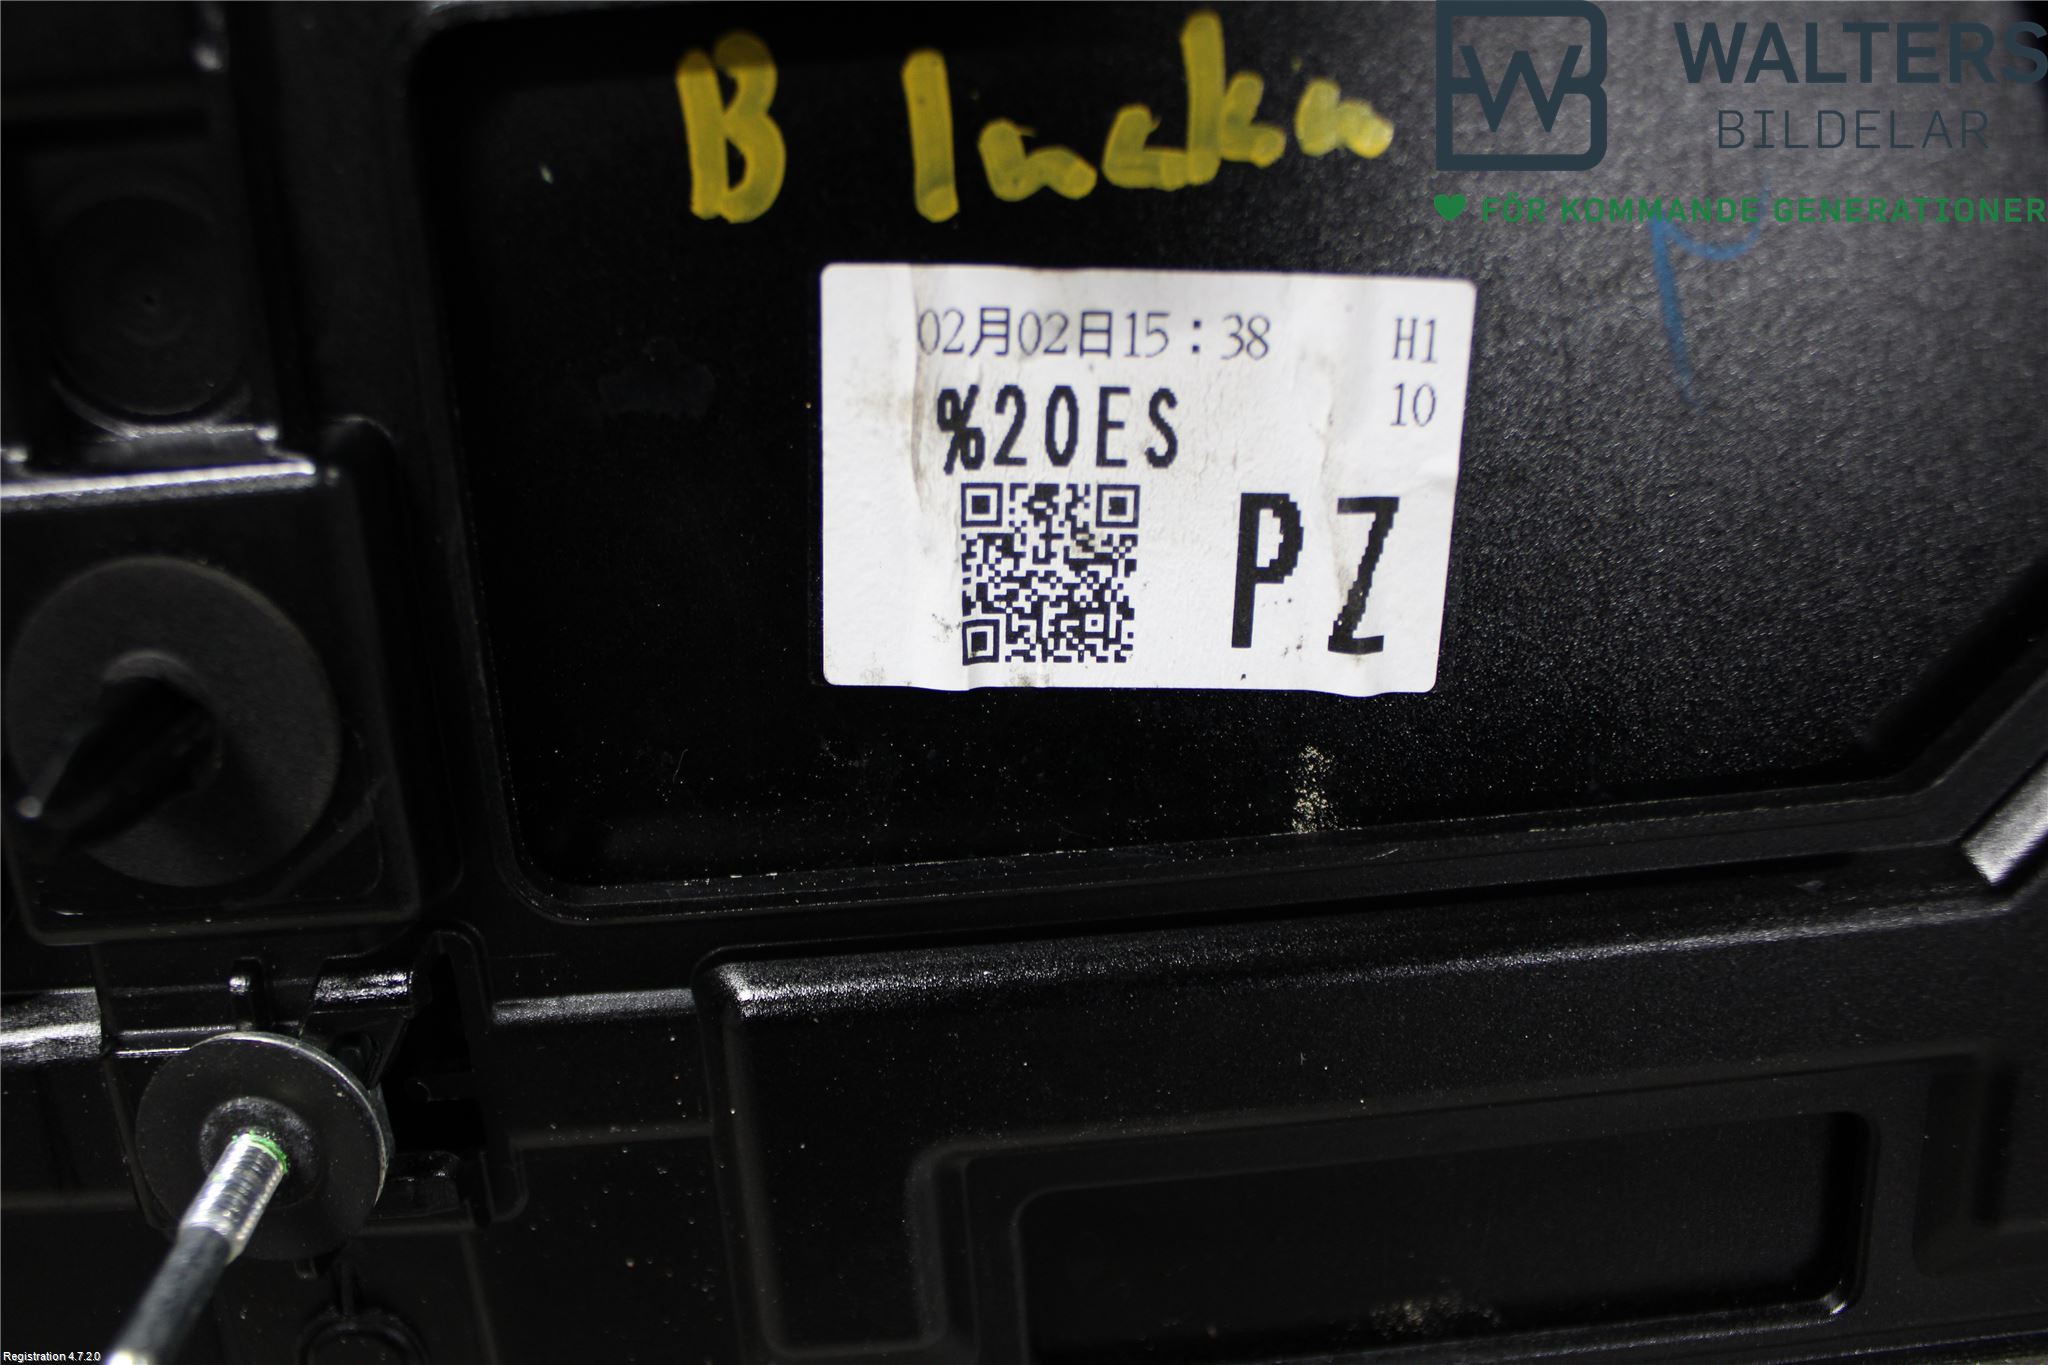 B lucka
WALTERS
BILDELAR
FÖR KOMMANDE GENERATIONER
02月02日15：38 H1
%20ES 10
PZ
Registration 4.7.2.0